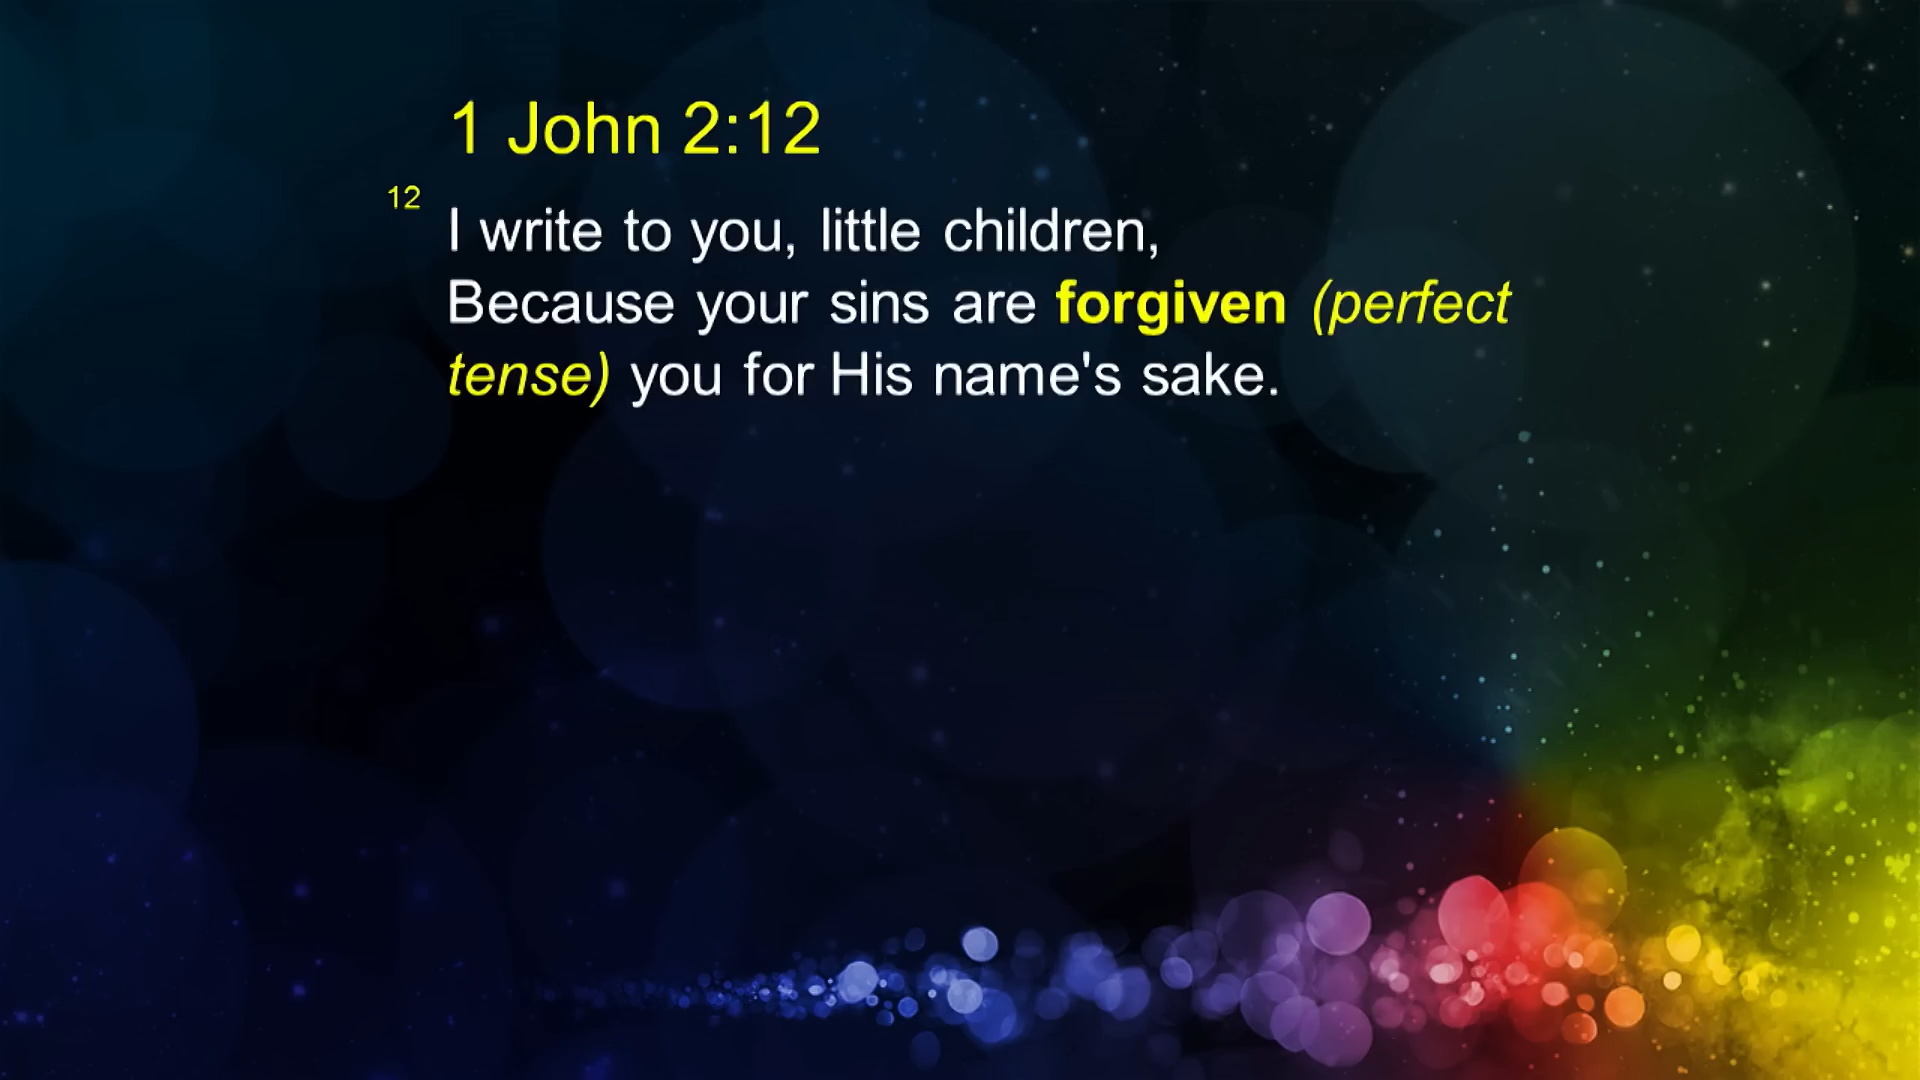 1 John 2:12
12 I write to you, little children,
Because your sins are forgiven (perfect
tense) you for His name's sake.